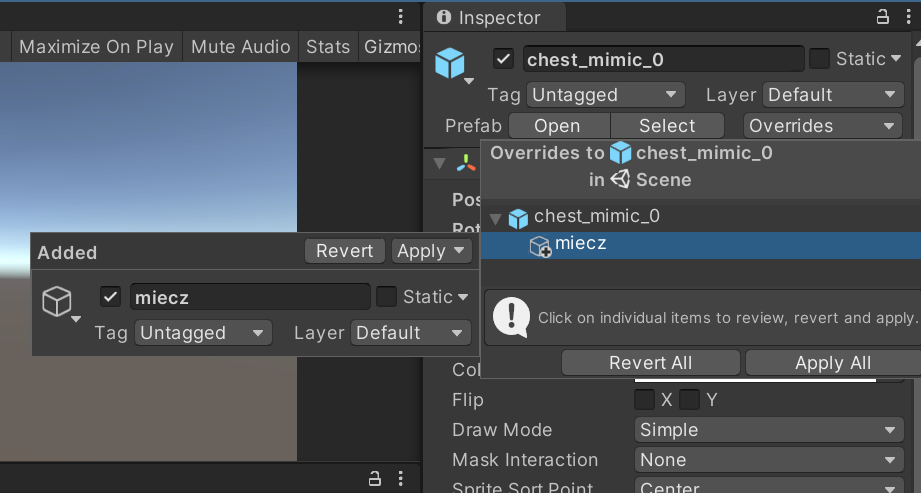 Inspector
Maximize On Play Mute Audio Stats Gizmos
chest_mimic_0 Static
Tag Untagged Layer Default
Prefab Open Select Overrides
Overrides to chest_mimic_0
in Scene
Pos
Rot
chest_mimic_0
miecz
Added Revert Apply
miecz Static
Tag Untagged Layer Default
Click on individual items to review, revert and apply.
Revert All Apply All
Col
Flip X Y
Draw Mode Simple
Mask Interaction None
Sprite Sort Point Center